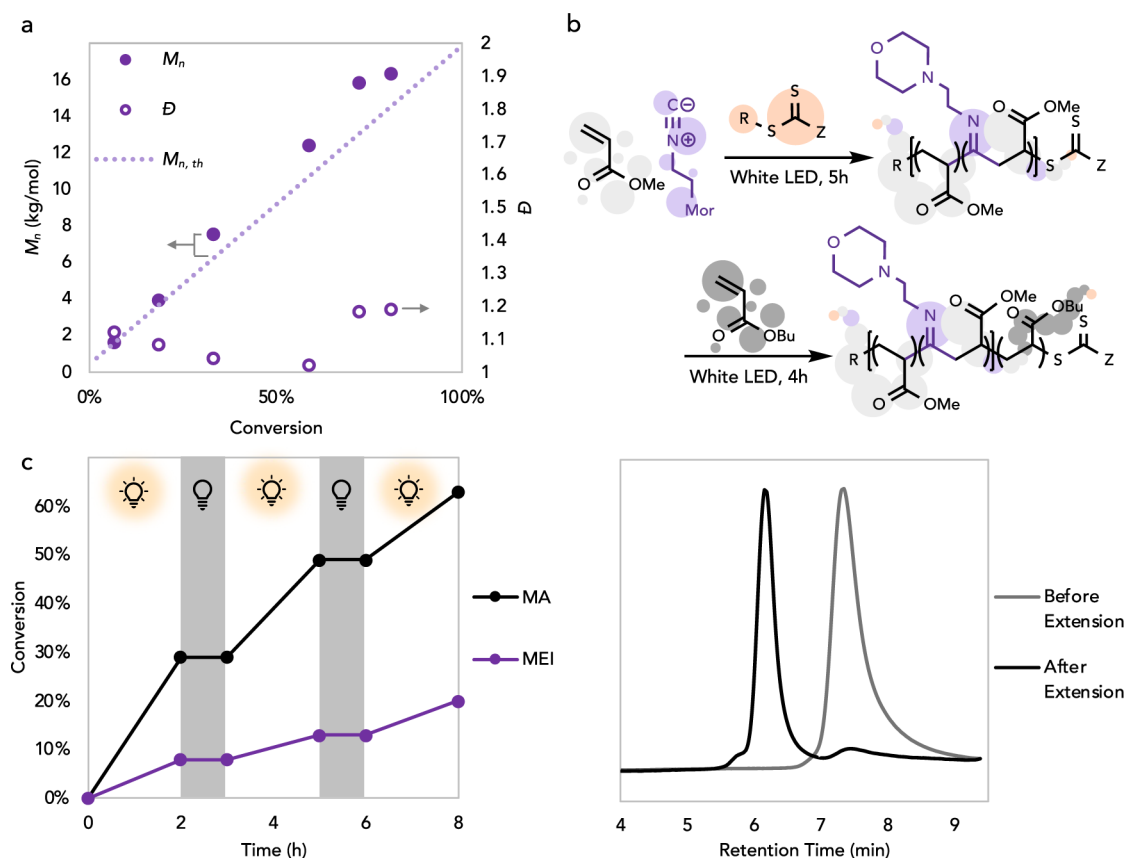 a
Mn (kg/mol)
16
14
12
10
8
6
4
2
0
Mn
Đ
Mn, th
2
1.9
1.8
1.7
1.6
1.5
1.4
1.3
1.2
1.1
1
Đ
0%
50%
100%
Conversion
b
O
OMe
C
⊖
N
⊕
Mor
R
S
S
Z
White LED, 5h
O
N
N
O
OMe
S
R
S
Z
O
OMe
O
OBu
White LED, 4h
O
N
N
O
OMe
O
OBu
S
R
S
Z
O
OMe
c
Conversion
60%
50%
40%
30%
20%
10%
0%
0
2
4
6
8
Time (h)
MA
MEI
4
5
6
7
8
9
Retention Time (min)
Before
Extension
After
Extension